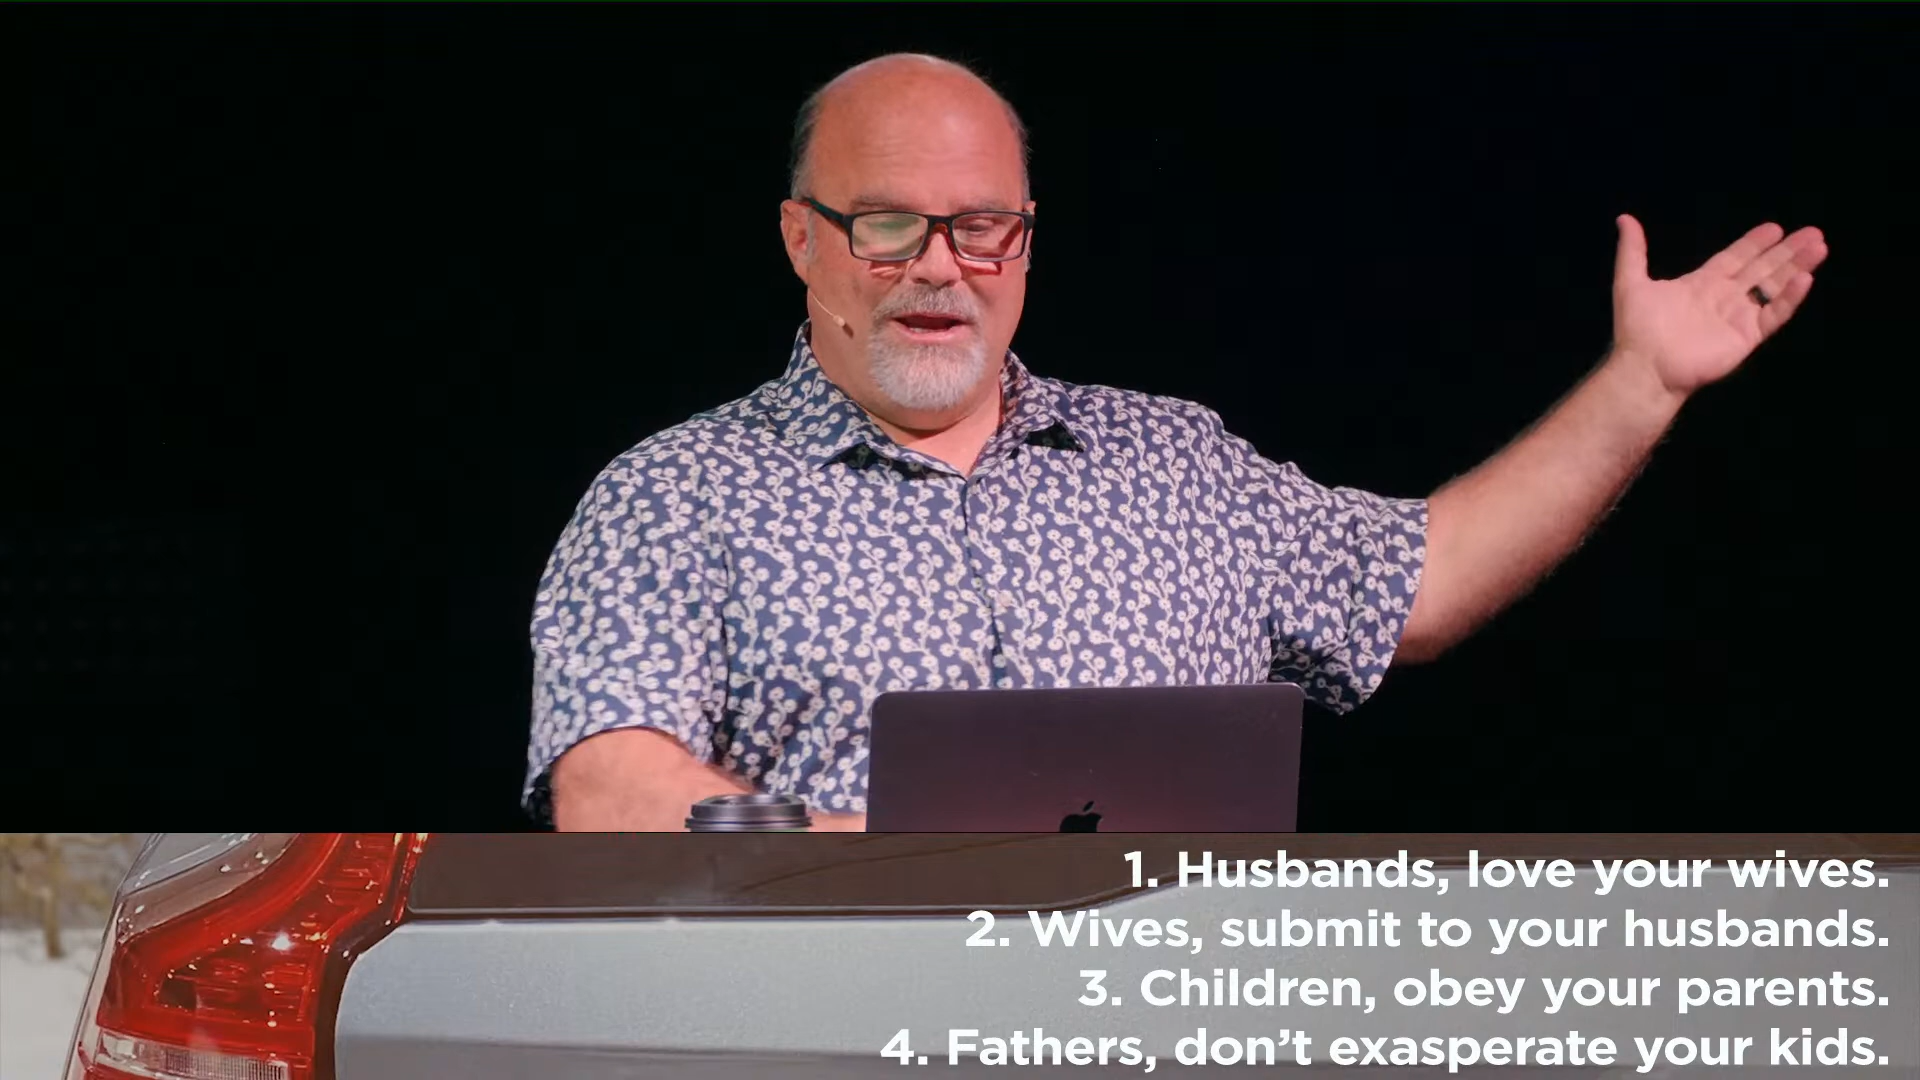 1. Husbands, love your wives.
2. Wives, submit to your husbands.
3. Children, obey your parents.
4. Fathers, don’t exasperate your kids.